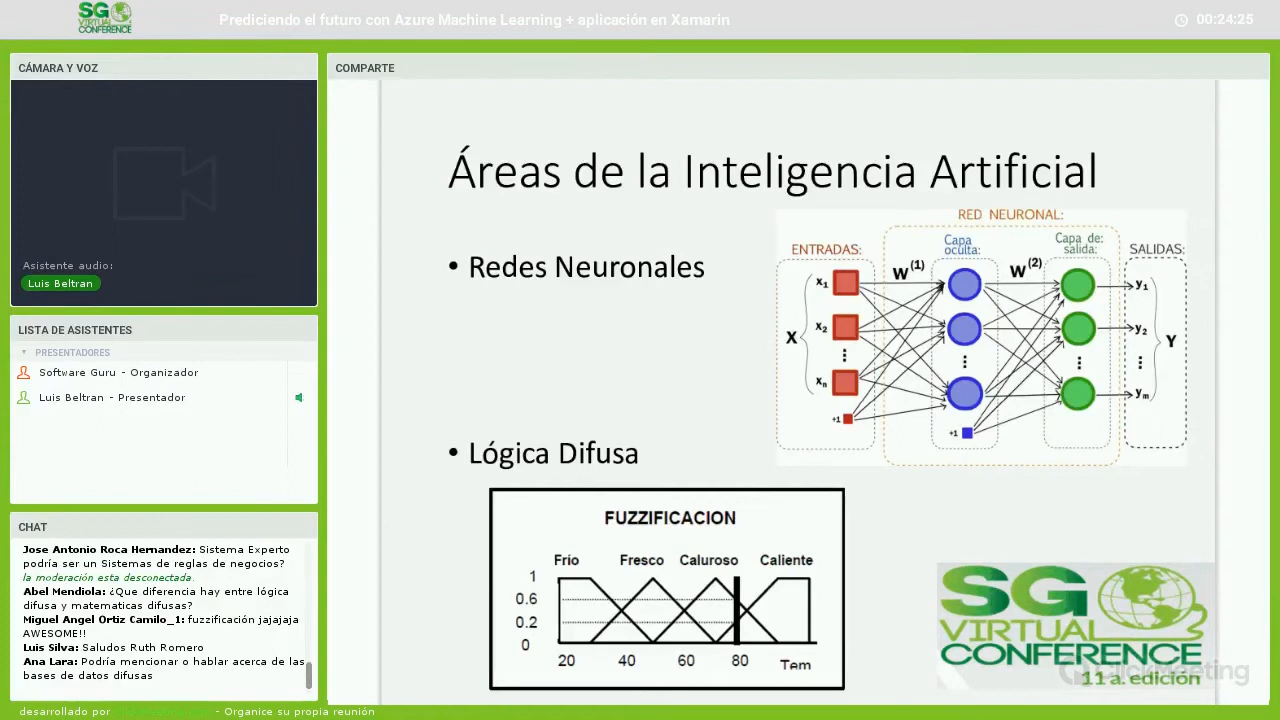 SG
VIRTUAL
CONFERENCE
Prediciendo el futuro con Azure Machine Learning + aplicación en Xamarin
00:24:25
CÁMARA Y VOZ
Asistente audio:
Luis Beltran
LISTA DE ASISTENTES
PRESENTADORES
Software Guru - Organizador
Luis Beltran - Presentador
CHAT
Jose Antonio Roca Hernandez: Sistema Experto
podría ser un Sistemas de reglas de negocios?
la moderación esta desconectada.
Abel Mendiola: ¿Que diferencia hay entre lógica
difusa y matematicas difusas?
Miguel Angel Ortiz Camilo_1: fuzzificación jajajaja
AWESOME!!
Luis Silva: Saludos Ruth Romero
Ana Lara: Podría mencionar o hablar acerca de las
bases de datos difusas
desarrollado por
- Organice su propia reunión
COMPARTE
Áreas de la Inteligencia Artificial
• Redes Neuronales
RED NEURONAL:
ENTRADAS:
Capa
oculta:
Capa de:
salida:
SALIDAS:
W(1)
W(2)
x1
x2
xn
+1
X
+1
y1
y2
ym
Y
• Lógica Difusa
FUZZIFICACION
Frio Fresco Caluroso Caliente
1
0.6
0.2
0
20 40 60 80 Tem
SG
VIRTUAL
CONFERENCE
11 a. edición
ClickMeeting